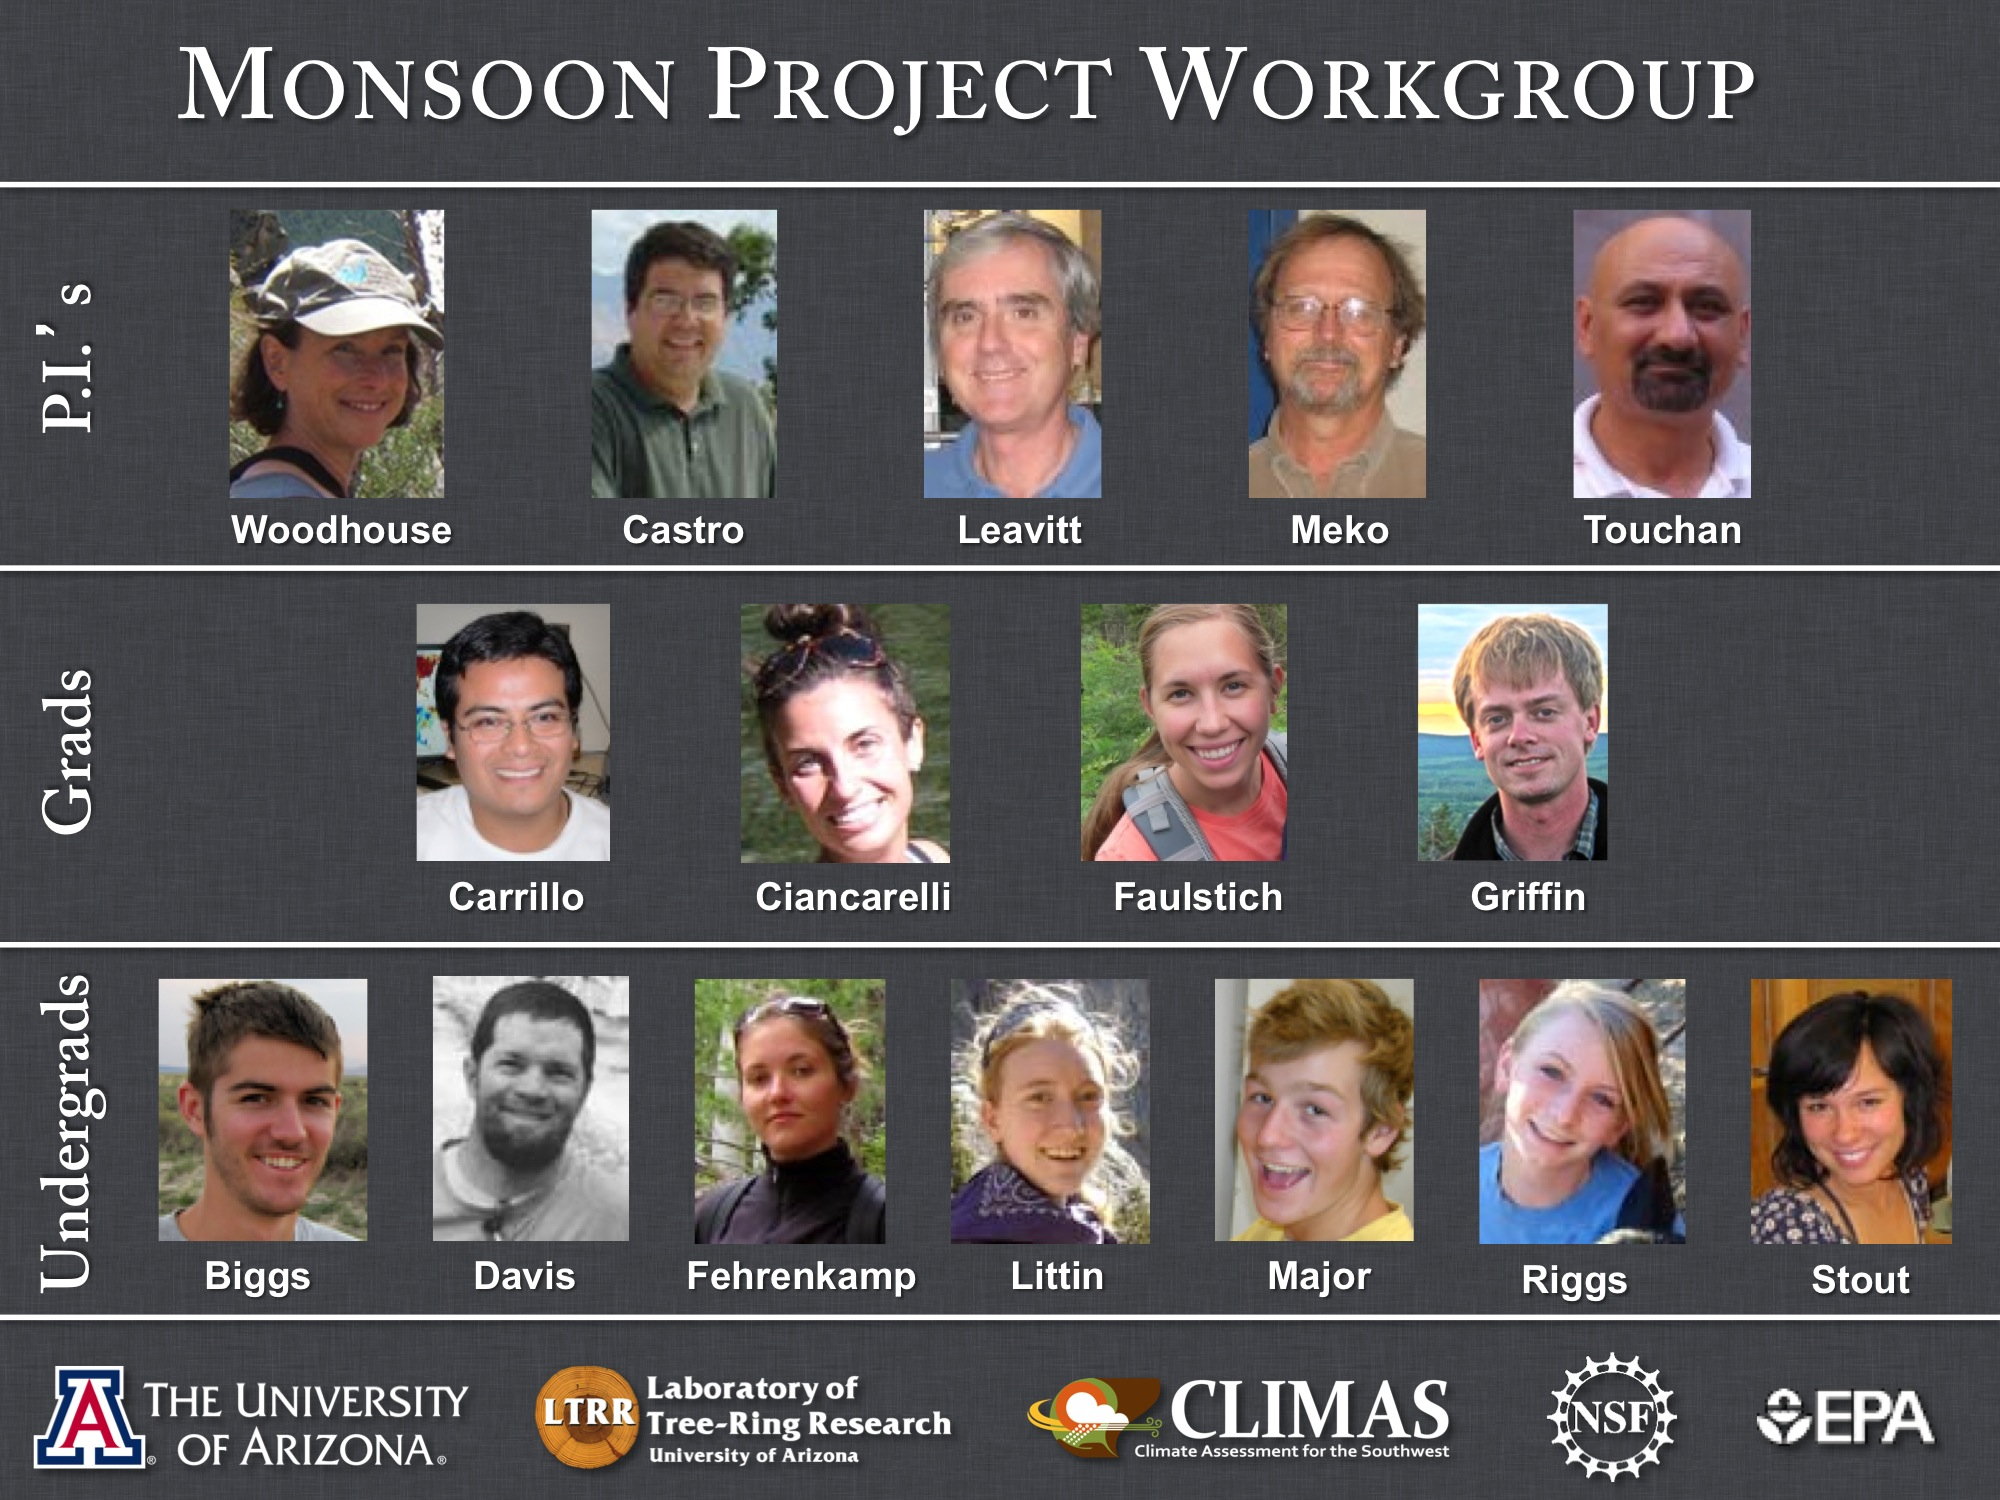 MONSOON PROJECT WORKGROUP
P.I.'s
Woodhouse
Castro
Leavitt
Meko
Touchan
Grads
Carrillo
Ciancarelli
Faulstich
Griffin
Undergrads
Biggs
Davis
Fehrenkamp
Littin
Major
Riggs
Stout
A ®
THE UNIVERSITY
OF ARIZONA®
LTRR
Laboratory of
Tree-Ring Research
University of Arizona
CLIMAS
Climate Assessment for the Southwest
NSF
EPA